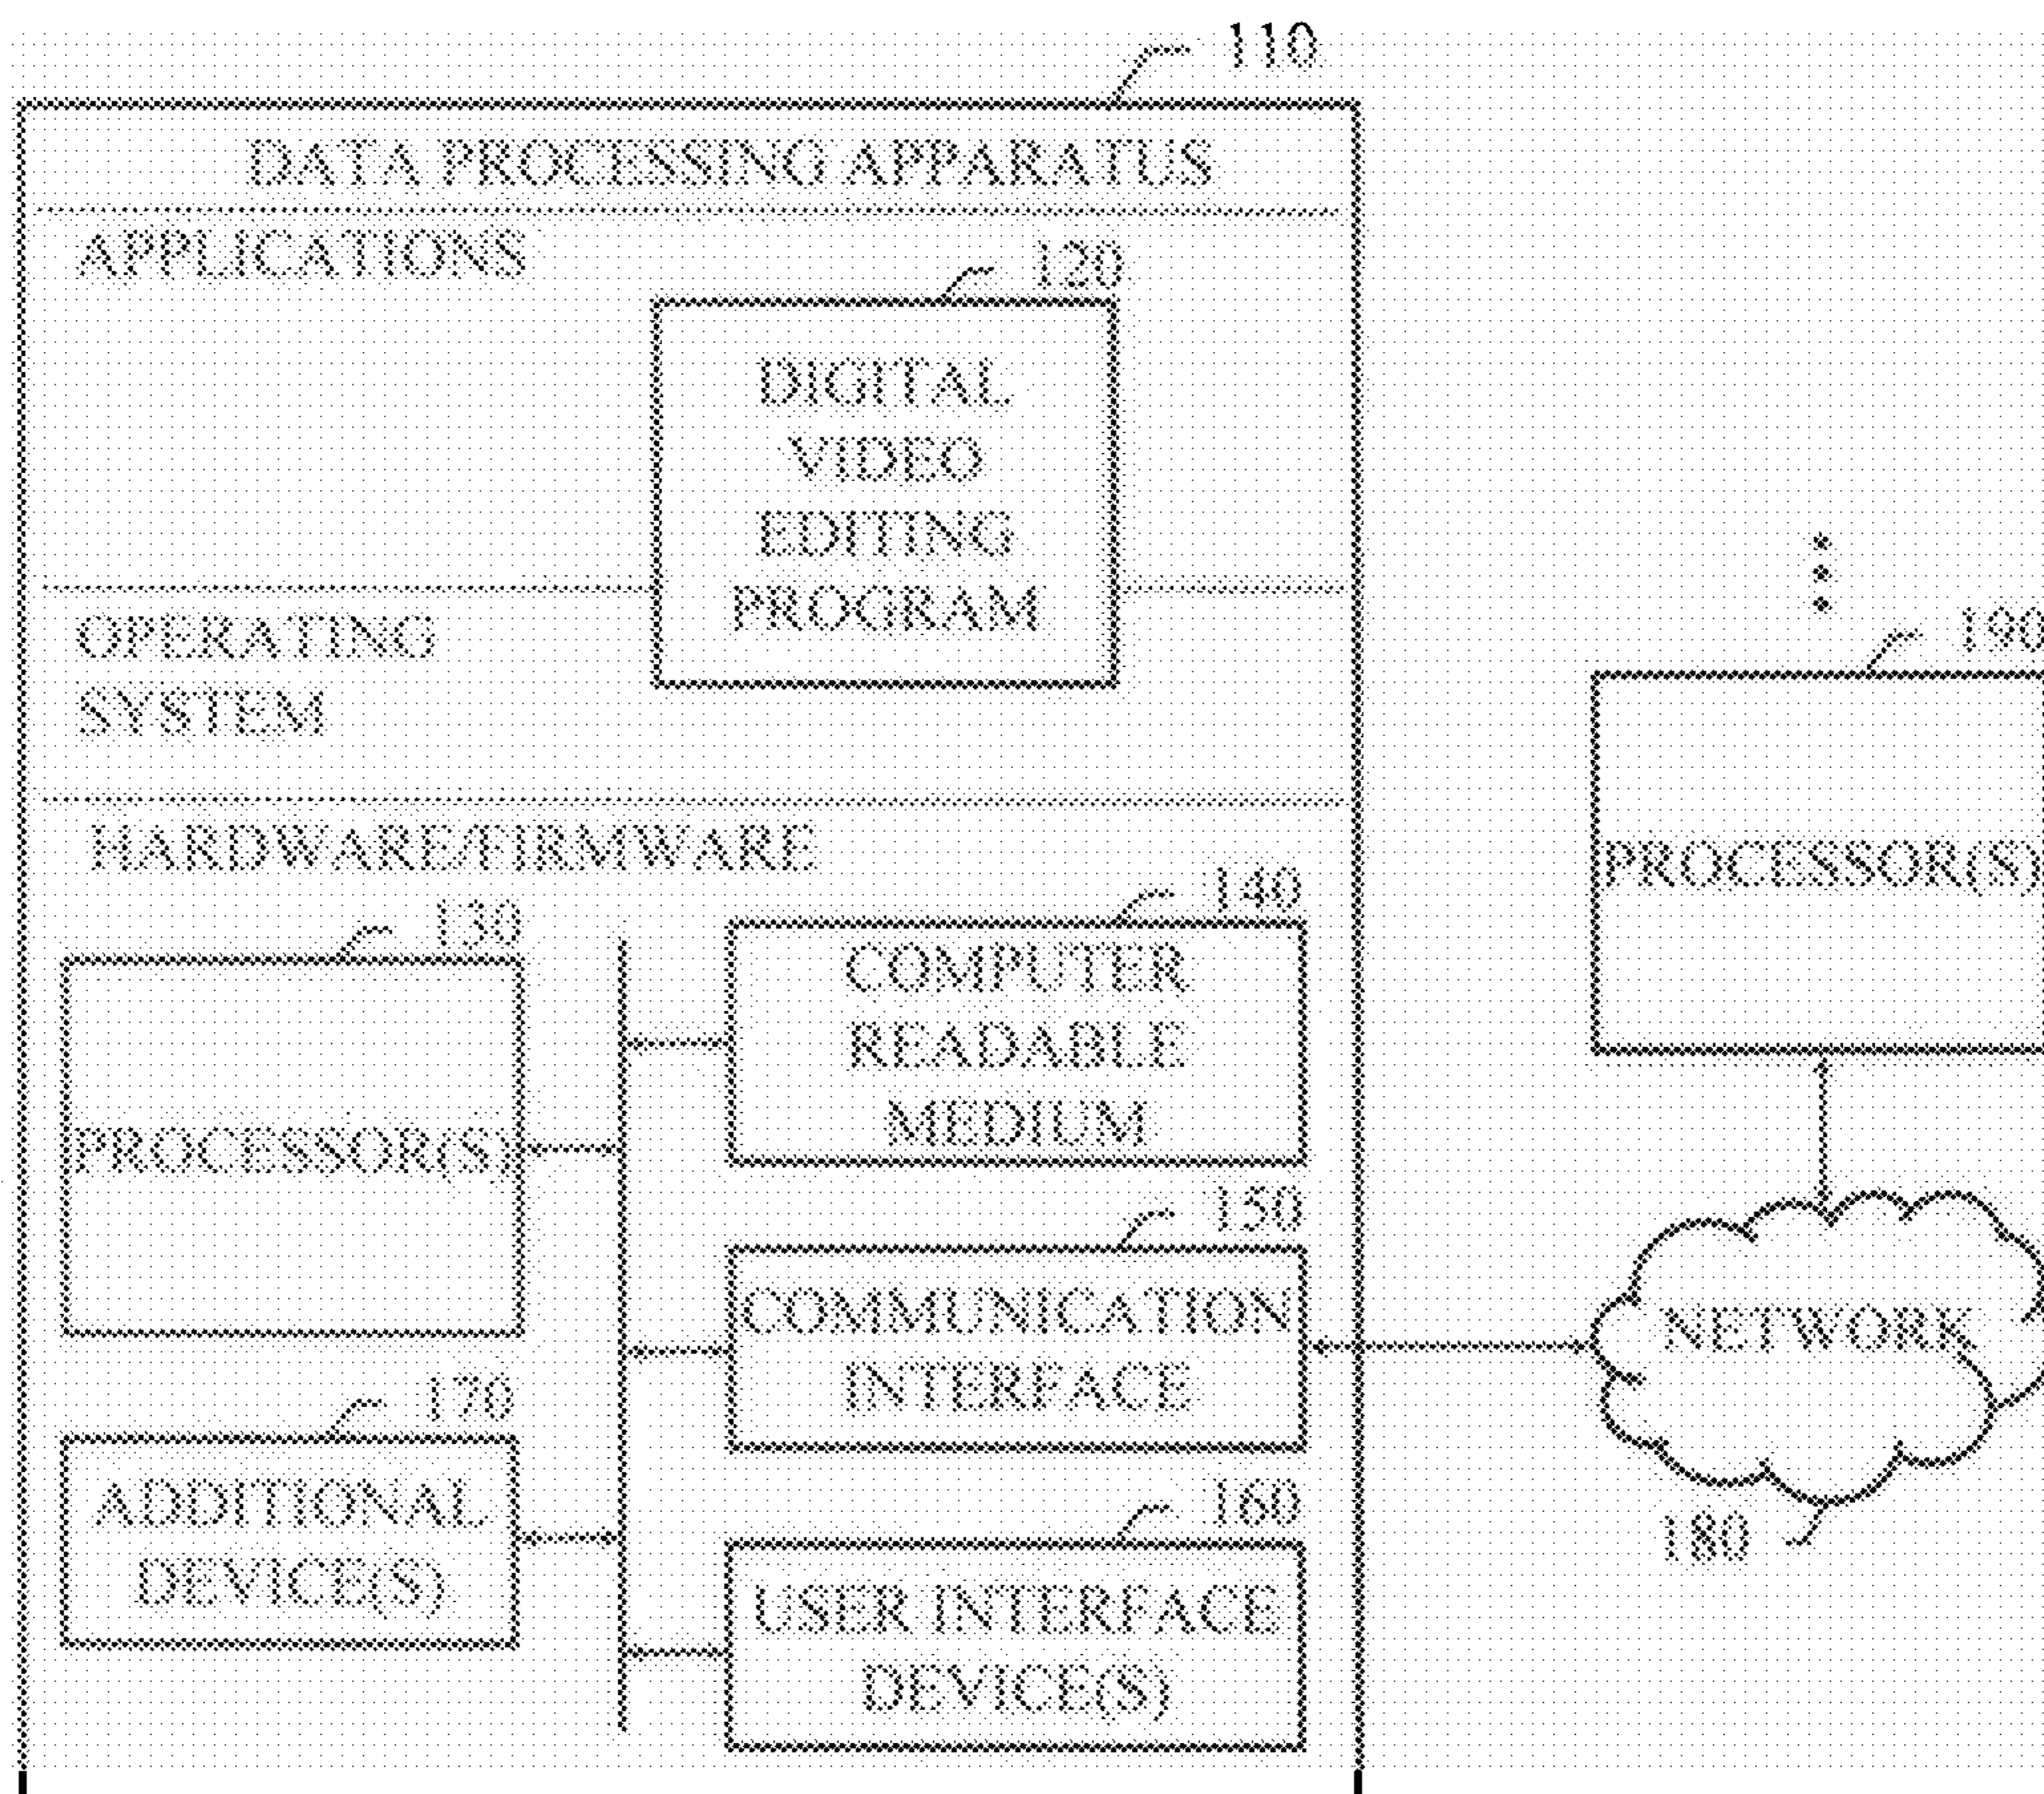 110
DATA PROCESSING APPARATUS
APPLICATIONS
120
DIGITAL
VIDEO
EDITING
PROGRAM
OPERATING
SYSTEM
190
PROCESSOR(S)
HARDWARE/FIRMWARE
130
PROCESSOR(S)
140
COMPUTER
READABLE
MEDIUM
150
COMMUNICATION
INTERFACE
NETWORK
180
170
ADDITIONAL
DEVICE(S)
160
USER INTERFACE
DEVICE(S)